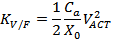 K_{V/F} = \frac{1}{2} \frac{C_a}{X_0} V_{ACT}^2